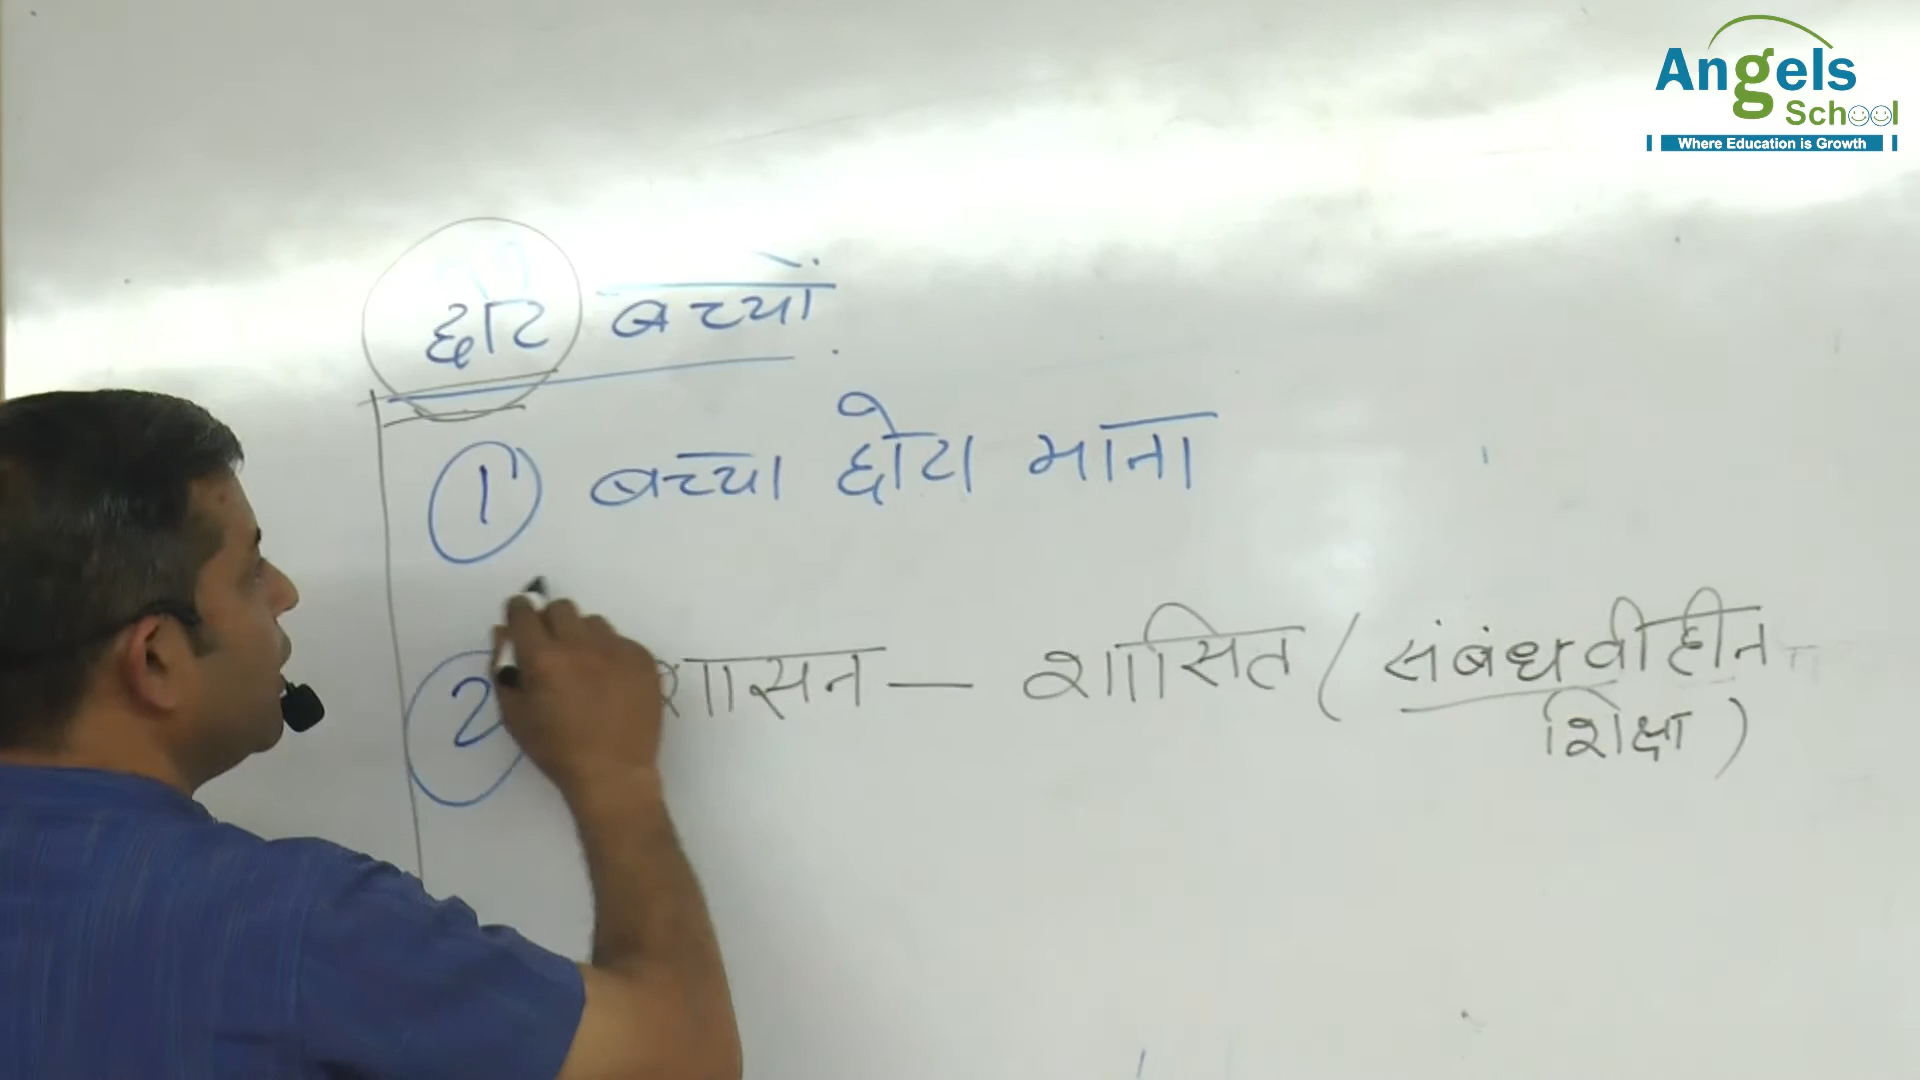 Angels
School
Where Education is Growth
छोटे बच्चों
1 बच्चा छोटा माना
2 शासन — शासित ( संबंधवीहीन
शिक्षा )